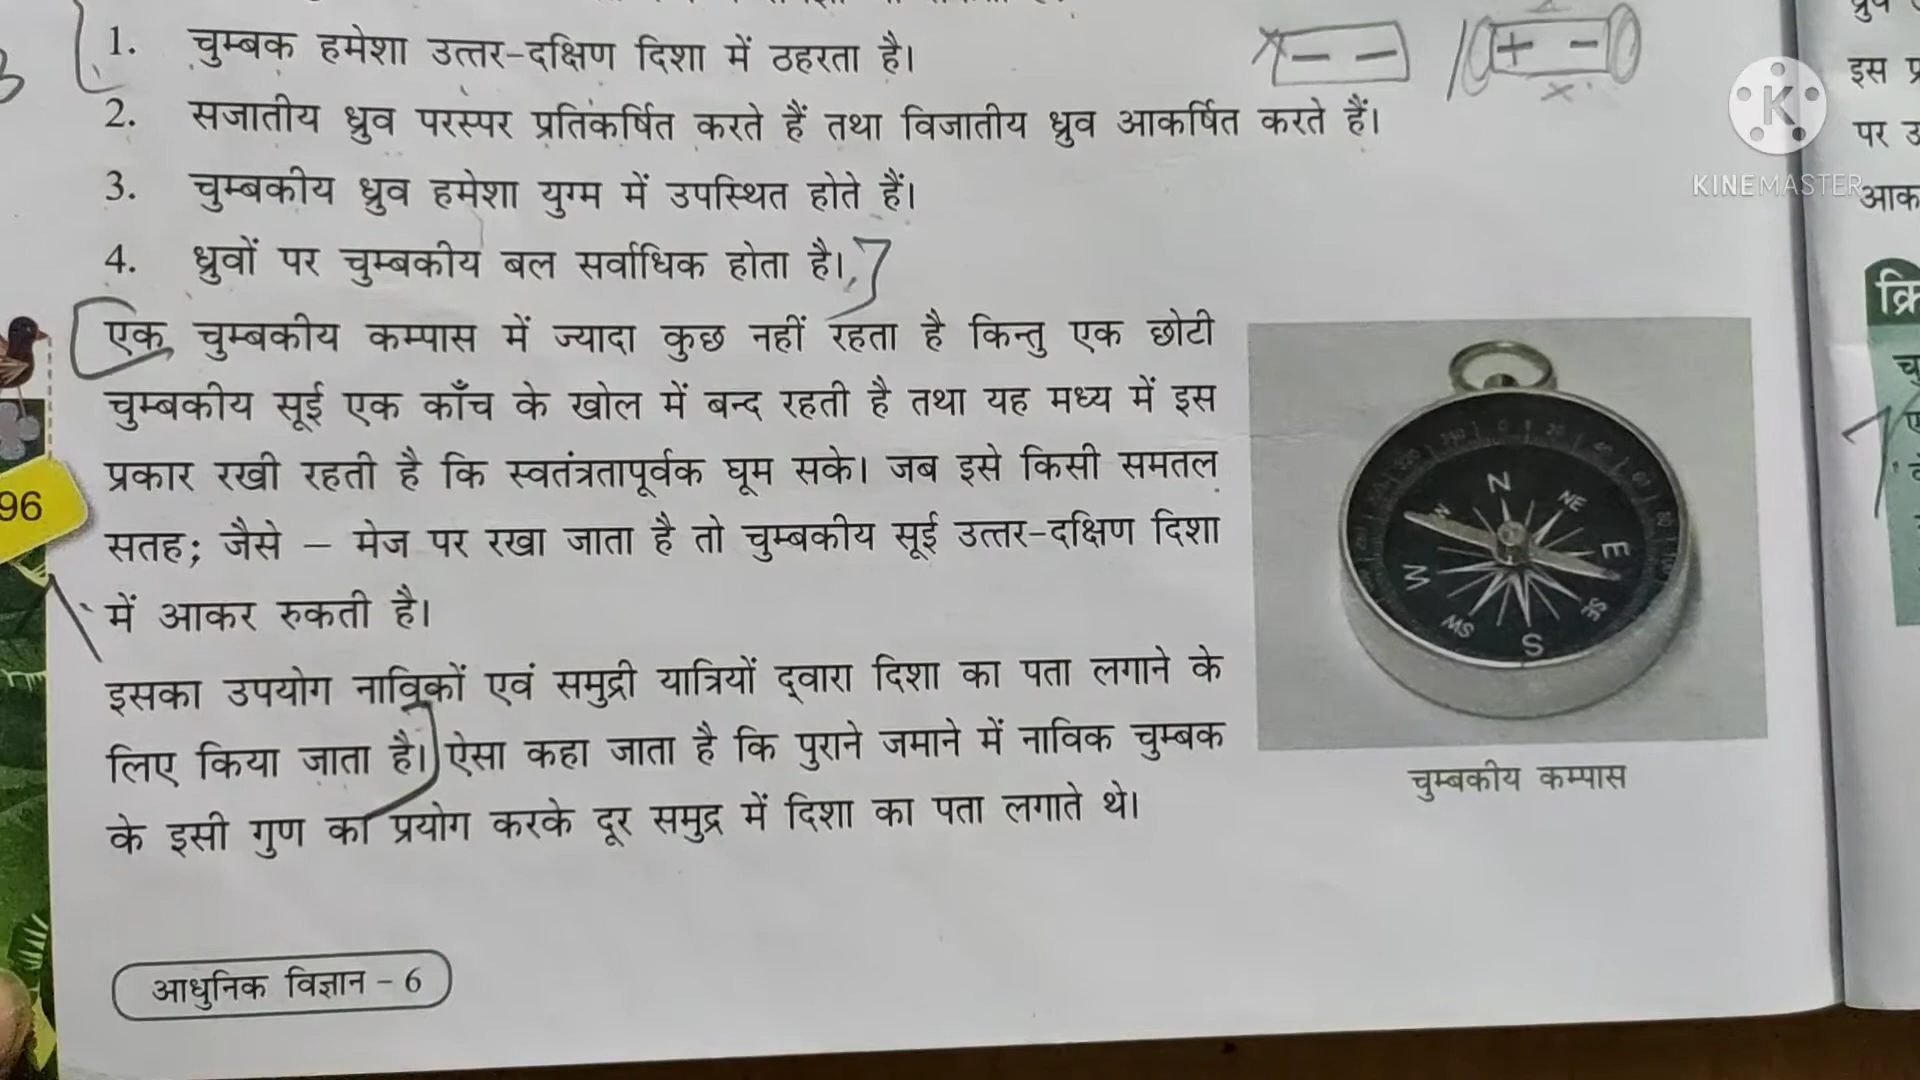 1. चुम्बक हमेशा उत्तर-दक्षिण दिशा में ठहरता है।
2. सजातीय ध्रुव परस्पर प्रतिकर्षित करते हैं तथा विजातीय ध्रुव आकर्षित करते हैं।
3. चुम्बकीय ध्रुव हमेशा युग्म में उपस्थित होते हैं।
4. ध्रुवों पर चुम्बकीय बल सर्वाधिक होता है।
एक चुम्बकीय कम्पास में ज्यादा कुछ नहीं रहता है किन्तु एक छोटी
चुम्बकीय सूई एक काँच के खोल में बन्द रहती है तथा यह मध्य में इस
प्रकार रखी रहती है कि स्वतंत्रतापूर्वक घूम सके। जब इसे किसी समतल
सतह; जैसे – मेज पर रखा जाता है तो चुम्बकीय सूई उत्तर-दक्षिण दिशा
में आकर रुकती है।
इसका उपयोग नाविकों एवं समुद्री यात्रियों द्वारा दिशा का पता लगाने के
लिए किया जाता है। ऐसा कहा जाता है कि पुराने जमाने में नाविक चुम्बक
के इसी गुण का प्रयोग करके दूर समुद्र में दिशा का पता लगाते थे।
N
NE
E
SE
S
SW
W
चुम्बकीय कम्पास
96
आधुनिक विज्ञान - 6
+ -
- -
K
KINEMASTER
इस
पर